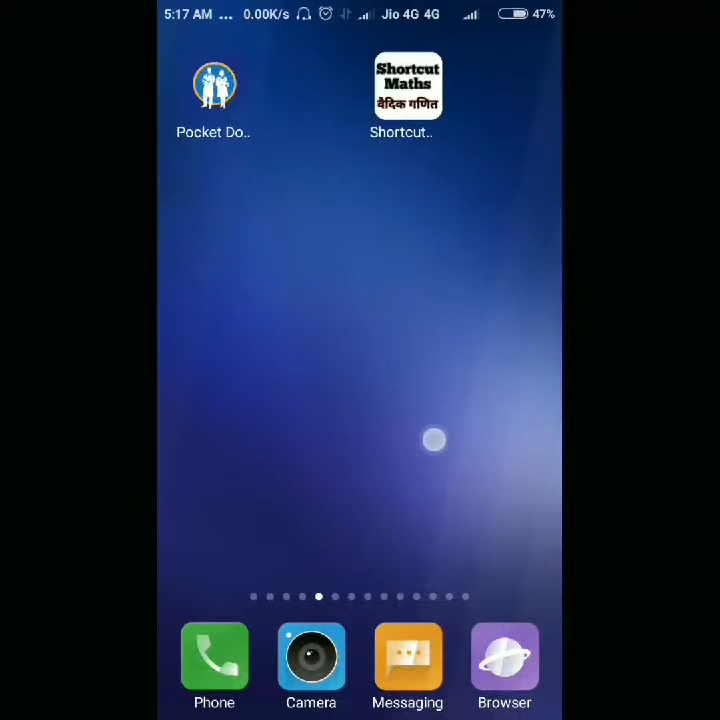 5:17 AM ... 0.00K/s Jio 4G 4G 47%
Shortcut
Maths
वैदिक गणित
Pocket Do.. Shortcut..
Phone Camera Messaging Browser